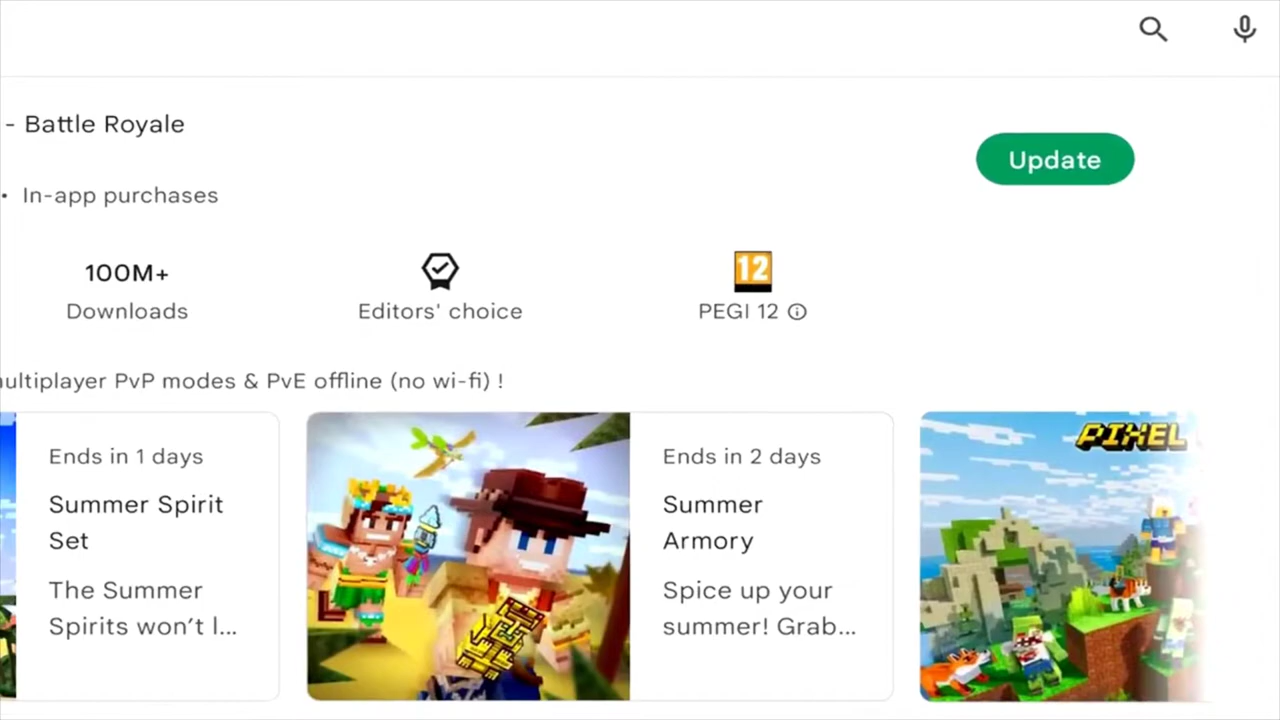 - Battle Royale
Update
• In-app purchases
100M+
Downloads
Editors' choice
12
PEGI 12
multiplayer PvP modes & PvE offline (no wi-fi) !
Ends in 1 days
Summer Spirit
Set
The Summer
Spirits won't l...
Ends in 2 days
Summer
Armory
Spice up your
summer! Grab...
PIXEL